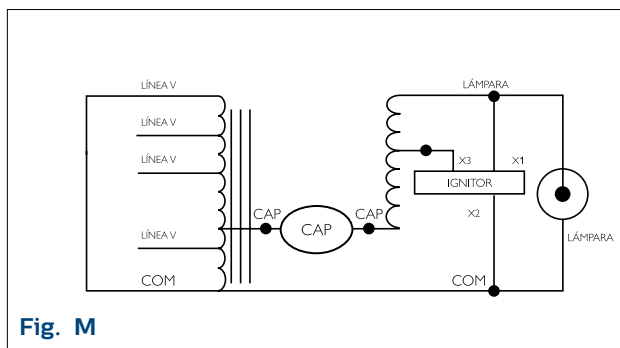 LÍNEA V
LÁMPARA
LÍNEA V
LÍNEA V
X3
X1
IGNITOR
X2
CAP
CAP
CAP
LÍNEA V
LÁMPARA
COM
COM
Fig. M